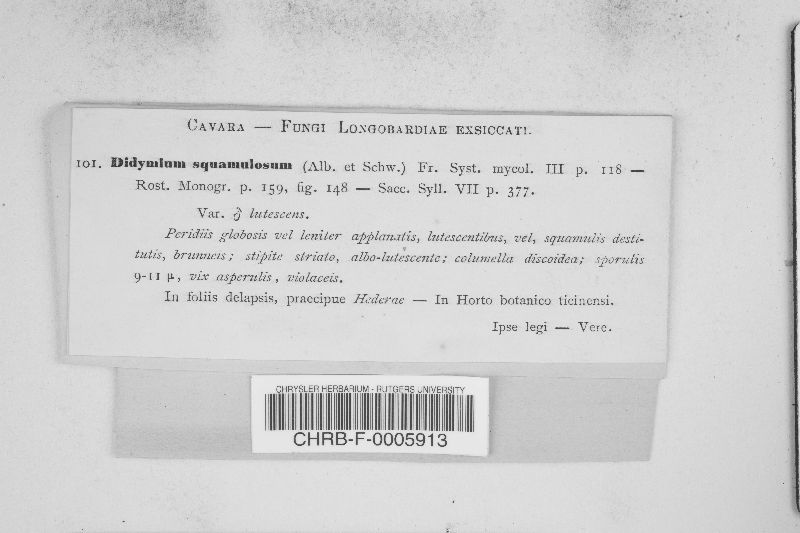 CAVARA — FUNGI LONGOBARDIAE EXSICCATI.
101. Didymium squamulosum (Alb. et Schw.) Fr. Syst. mycol. III p. 118 —
Rost. Monogr. p. 159, fig. 148 — Sacc. Syll. VII p. 377.
Var. ♂ lutescens.
Peridiis globosis vel leniter applanatis, lutescentibus, vel, squamulis desti-
tutis, brunneis; stipite striato, albo-lutescente; columella discoidea; sporulis
9-11 μ, vix asperulis, violaceis.
In foliis delapsis, praecipue Hederae — In Horto botanico ticinensi.
Ipse legi — Vere.
CHRYSLER HERBARIUM - RUTGERS UNIVERSITY
CHRB-F-0005913